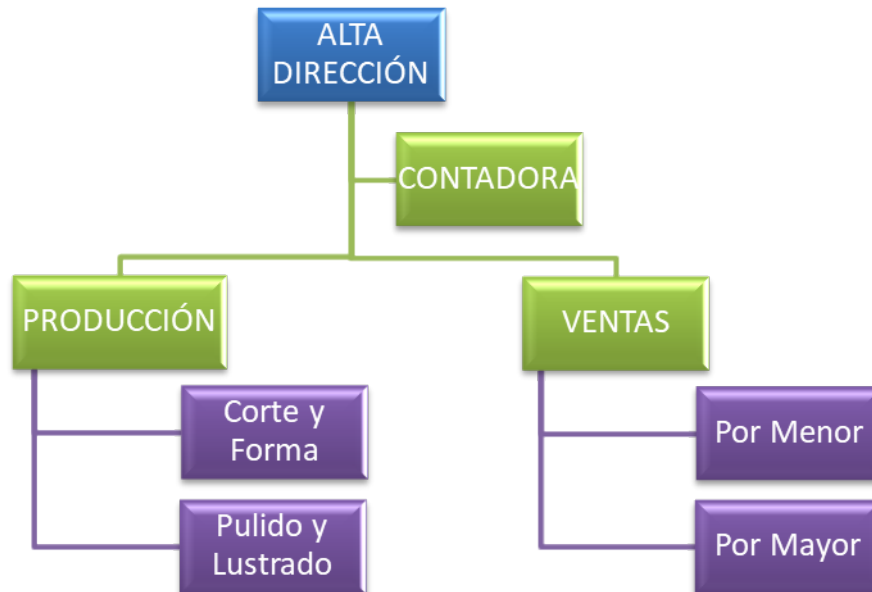 ALTA
DIRECCIÓN
CONTADORA
PRODUCCIÓN
VENTAS
Corte y
Forma
Por Menor
Pulido y
Lustrado
Por Mayor